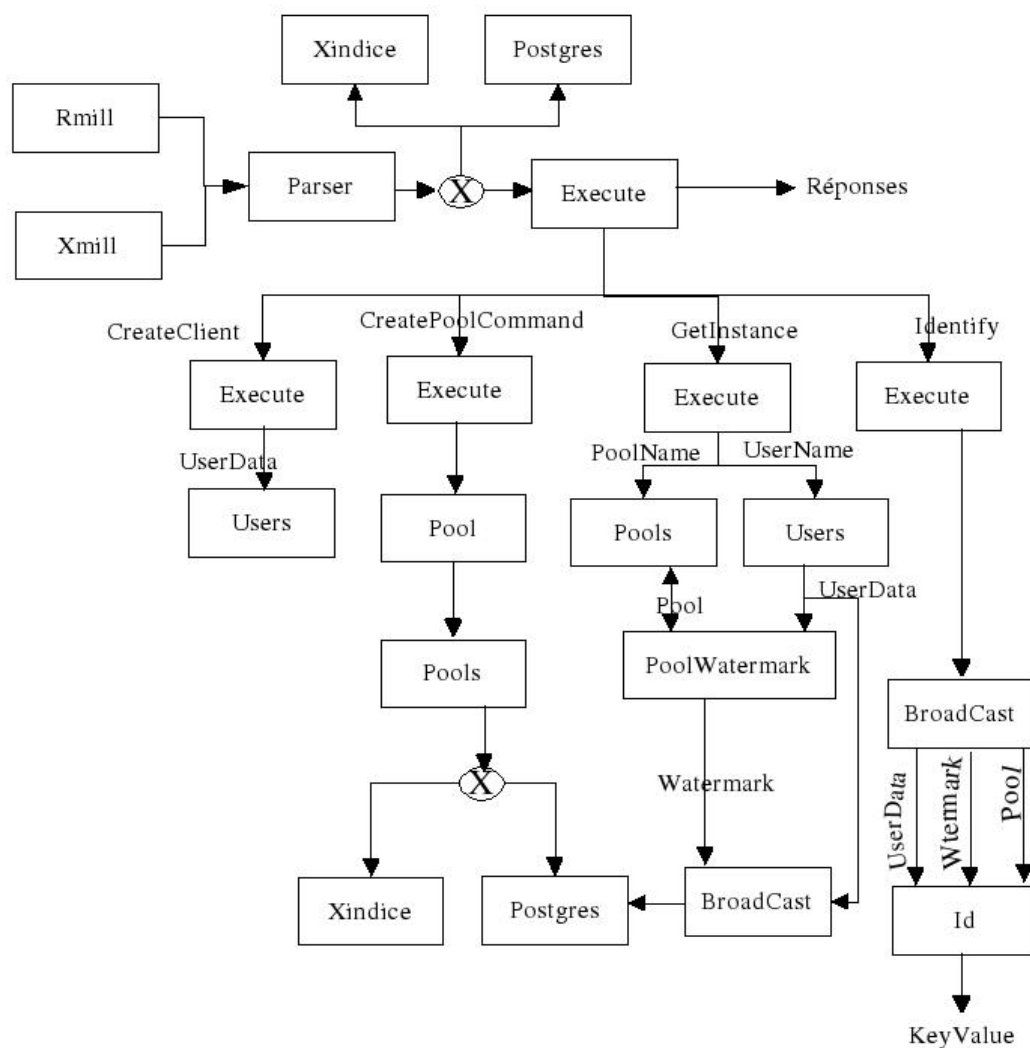 Xindice
Postgres
Rmill
Parser
X
Execute
Réponses
Xmill
CreateClient
CreatePoolCommand
GetInstance
Identify
Execute
Execute
Execute
Execute
UserData
PoolName
UserName
Users
Pool
Pools
Users
Pool
UserData
Pools
PoolWatermark
BroadCast
X
Watermark
UserData
Wtermark
Pool
Xindice
Postgres
BroadCast
Id
KeyValue